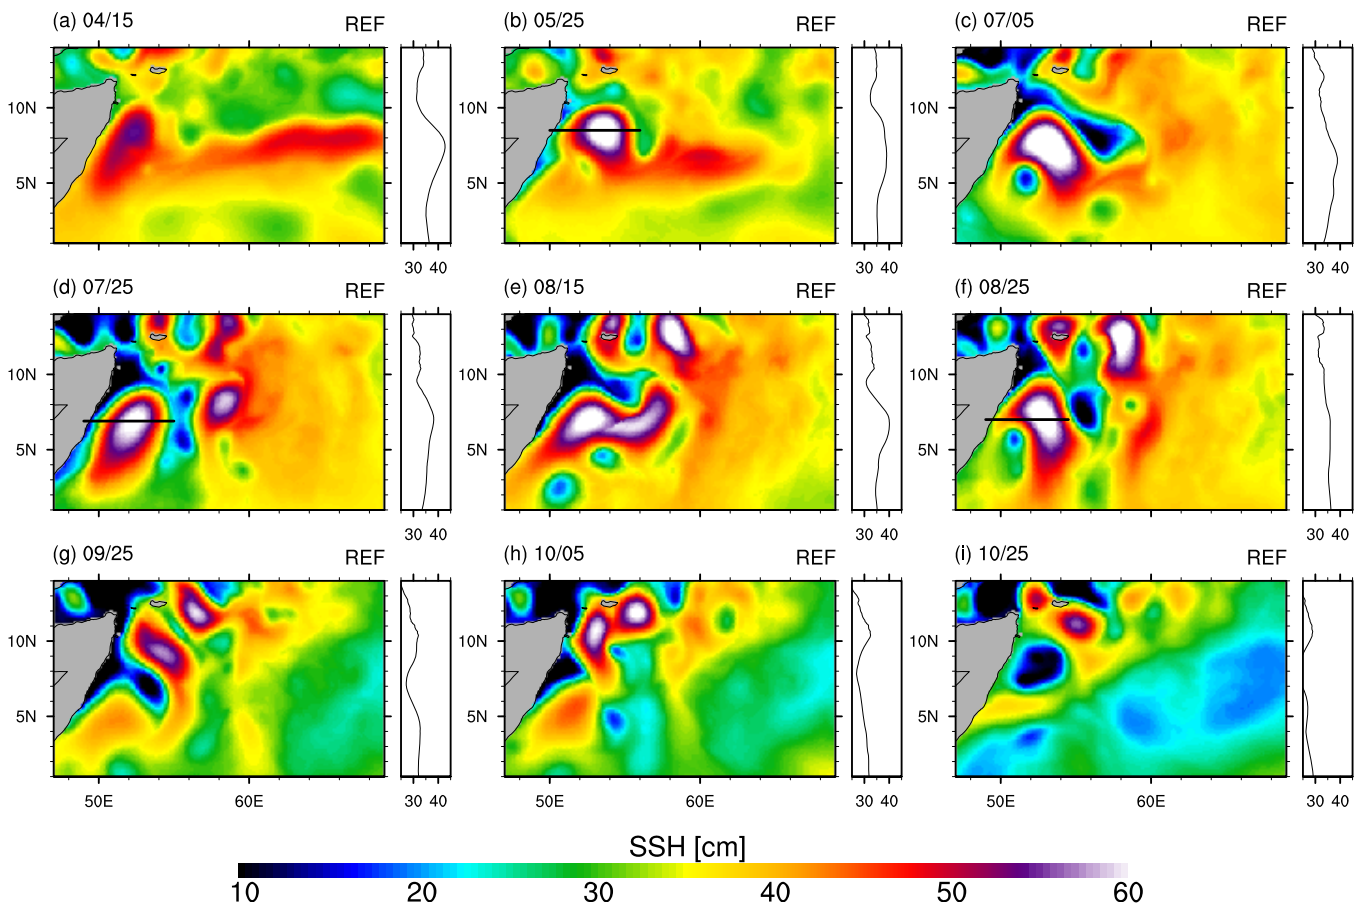 (a) 04/15 REF (b) 05/25 REF (c) 07/05 REF
10N 10N 10N
5N 5N 5N
30 40 30 40 30 40
(d) 07/25 REF (e) 08/15 REF (f) 08/25 REF
10N 10N 10N
5N 5N 5N
30 40 30 40 30 40
(g) 09/25 REF (h) 10/05 REF (i) 10/25 REF
10N 10N 10N
5N 5N 5N
50E 60E 30 40 50E 60E 30 40 50E 60E 30 40
SSH [cm]
10 20 30 40 50 60